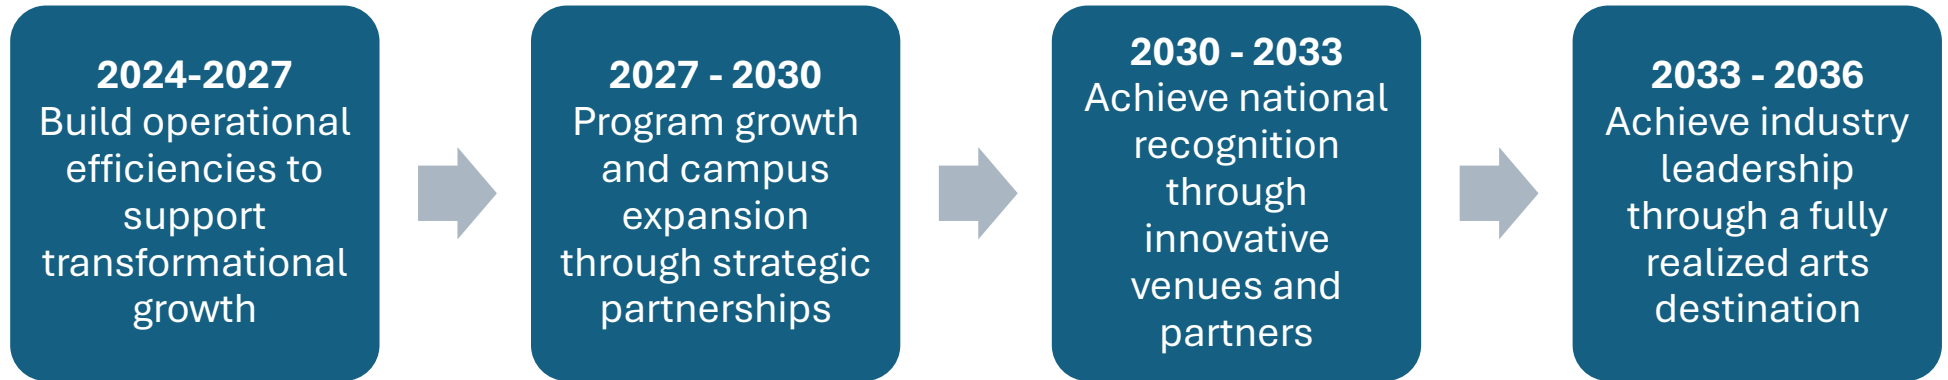 2024-2027
Build operational
efficiencies to
support
transformational
growth
2027 - 2030
Program growth
and campus
expansion
through strategic
partnerships
2030 - 2033
Achieve national
recognition
through
innovative
venues and
partners
2033 - 2036
Achieve industry
leadership
through a fully
realized arts
destination